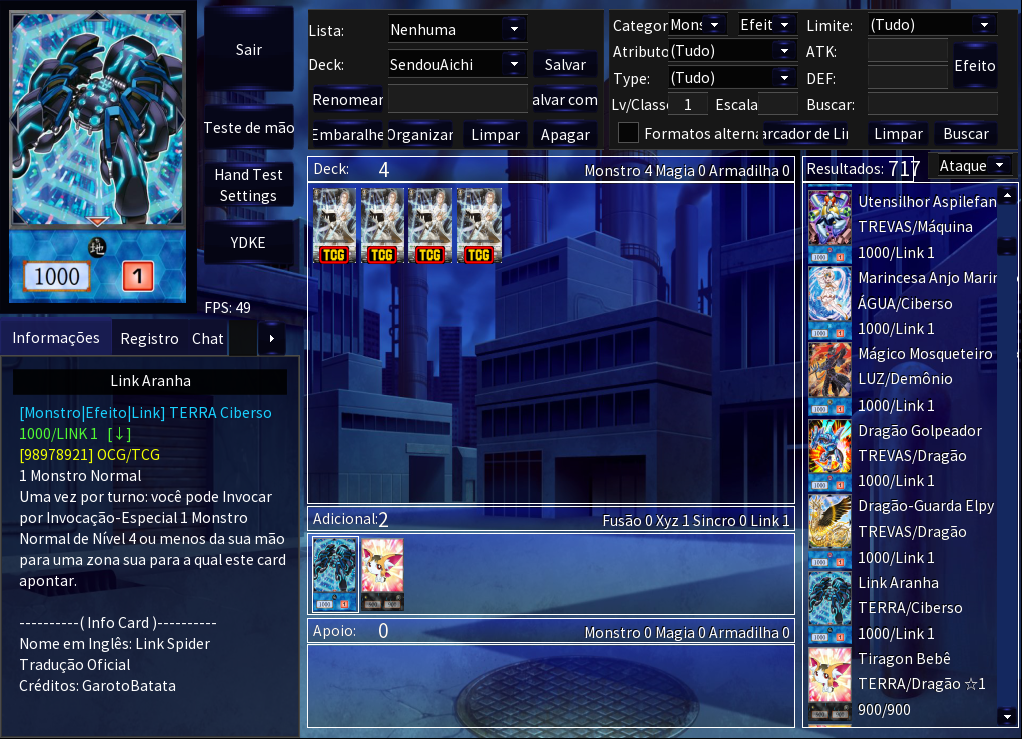 1000
1
Sair
Teste de mão
Hand Test
Settings
YDKE
FPS: 49
Informações
Registro
Chat
Link Aranha
[Monstro|Efeito|Link] TERRA Ciberso
1000/LINK 1 [↓]
[98978921] OCG/TCG
1 Monstro Normal
Uma vez por turno: você pode Invocar
por Invocação-Especial 1 Monstro
Normal de Nível 4 ou menos da sua mão
para uma zona sua para a qual este card
apontar.
----------( Info Card )----------
Nome em Inglês: Link Spider
Tradução Oficial
Créditos: GarotoBatata
Lista: Nenhuma
Deck: SendouAichi Salvar
Renomear alvar com
Embaralhe Organizar Limpar Apagar
Categor Mons Efeit Limite: (Tudo)
Atributo (Tudo) ATK:
Efeito
Type: (Tudo) DEF:
Lv/Classe 1 Escala Buscar:
Formatos altern arcador de Lin Limpar Buscar
Deck: 4 Monstro 4 Magia 0 Armadilha 0
TCG TCG TCG TCG
Adicional: 2 Fusão 0 Xyz 1 Sincro 0 Link 1
Apoio: 0 Monstro 0 Magia 0 Armadilha 0
Resultados: 717 Ataque
Utensilhor Aspilefan
TREVAS/Máquina
1000/Link 1
Marincesa Anjo Marin
ÁGUA/Ciberso
1000/Link 1
Mágico Mosqueteiro
LUZ/Demônio
1000/Link 1
Dragão Golpeador
TREVAS/Dragão
1000/Link 1
Dragão-Guarda Elpy
TREVAS/Dragão
1000/Link 1
Link Aranha
TERRA/Ciberso
1000/Link 1
Tiragon Bebê
TERRA/Dragão ☆1
900/900